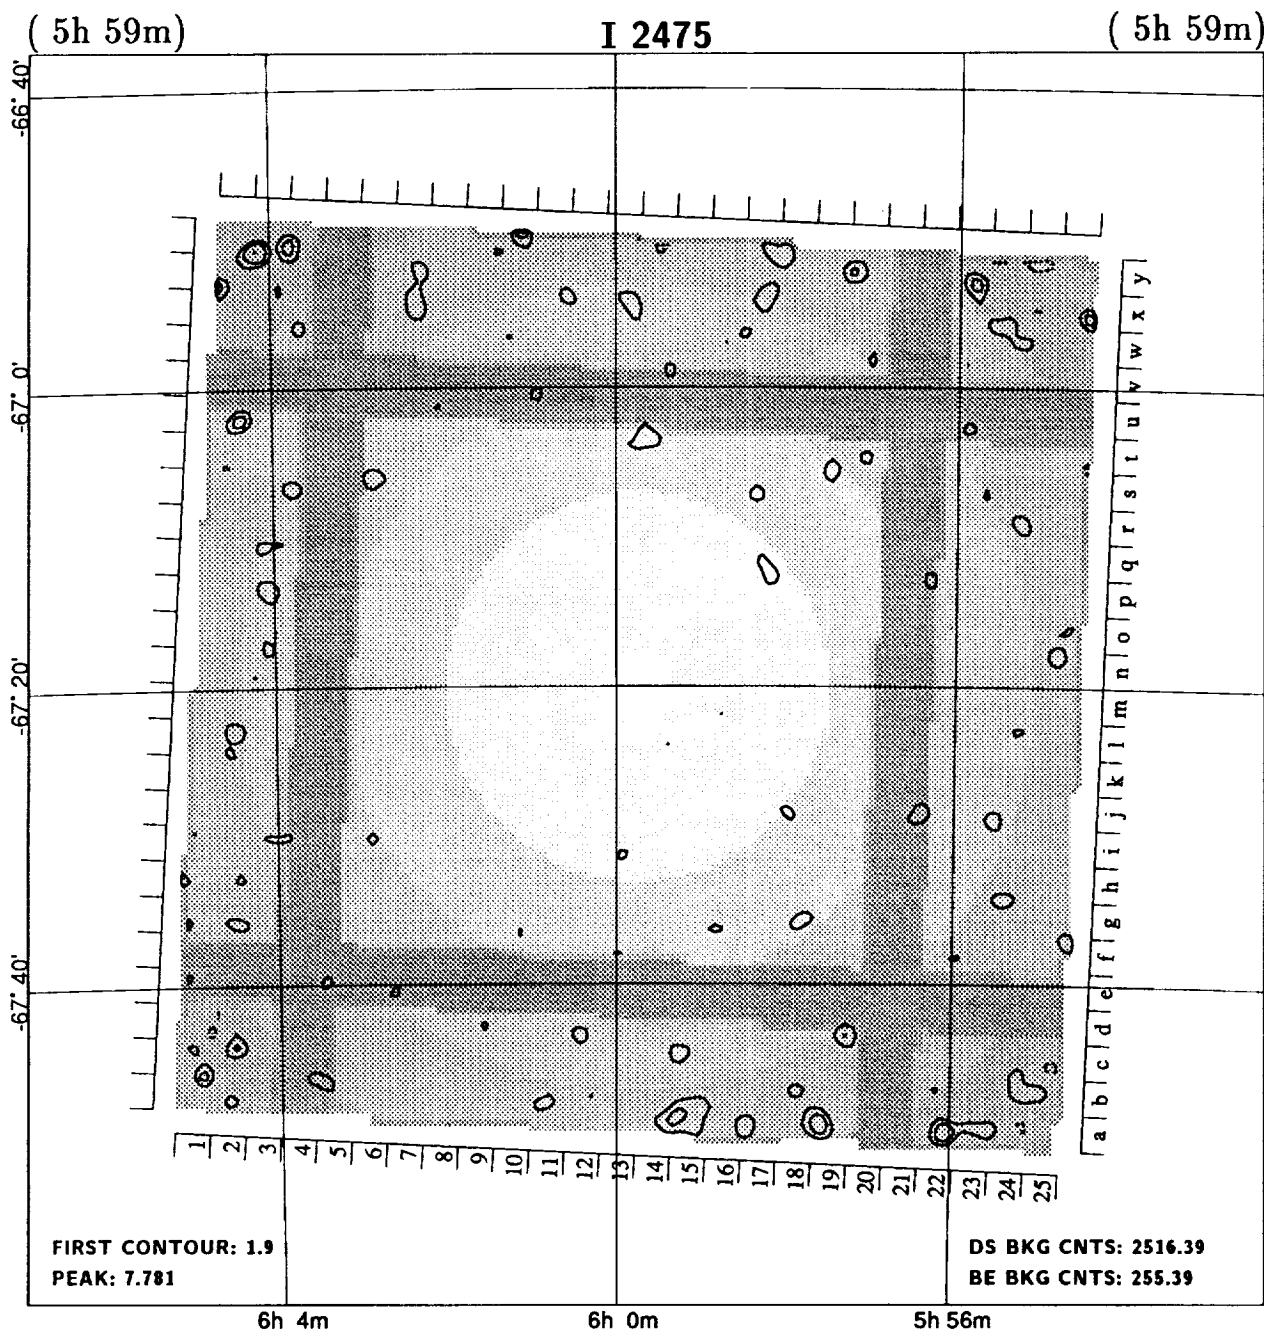 ( 5h 59m) I 2475 ( 5h 59m)
-66° 40'
-67° 0'
-67° 20'
-67° 40'
y
x
w
v
u
t
s
r
q
p
o
n
m
l
k
j
i
h
g
f
e
d
c
b
a
1 2 3 4 5 6 7 8 9 10 11 12 13 14 15 16 17 18 19 20 21 22 23 24 25
FIRST CONTOUR: 1.9
PEAK: 7.781
DS BKG CNTS: 2516.39
BE BKG CNTS: 255.39
6h 4m 6h 0m 5h 56m